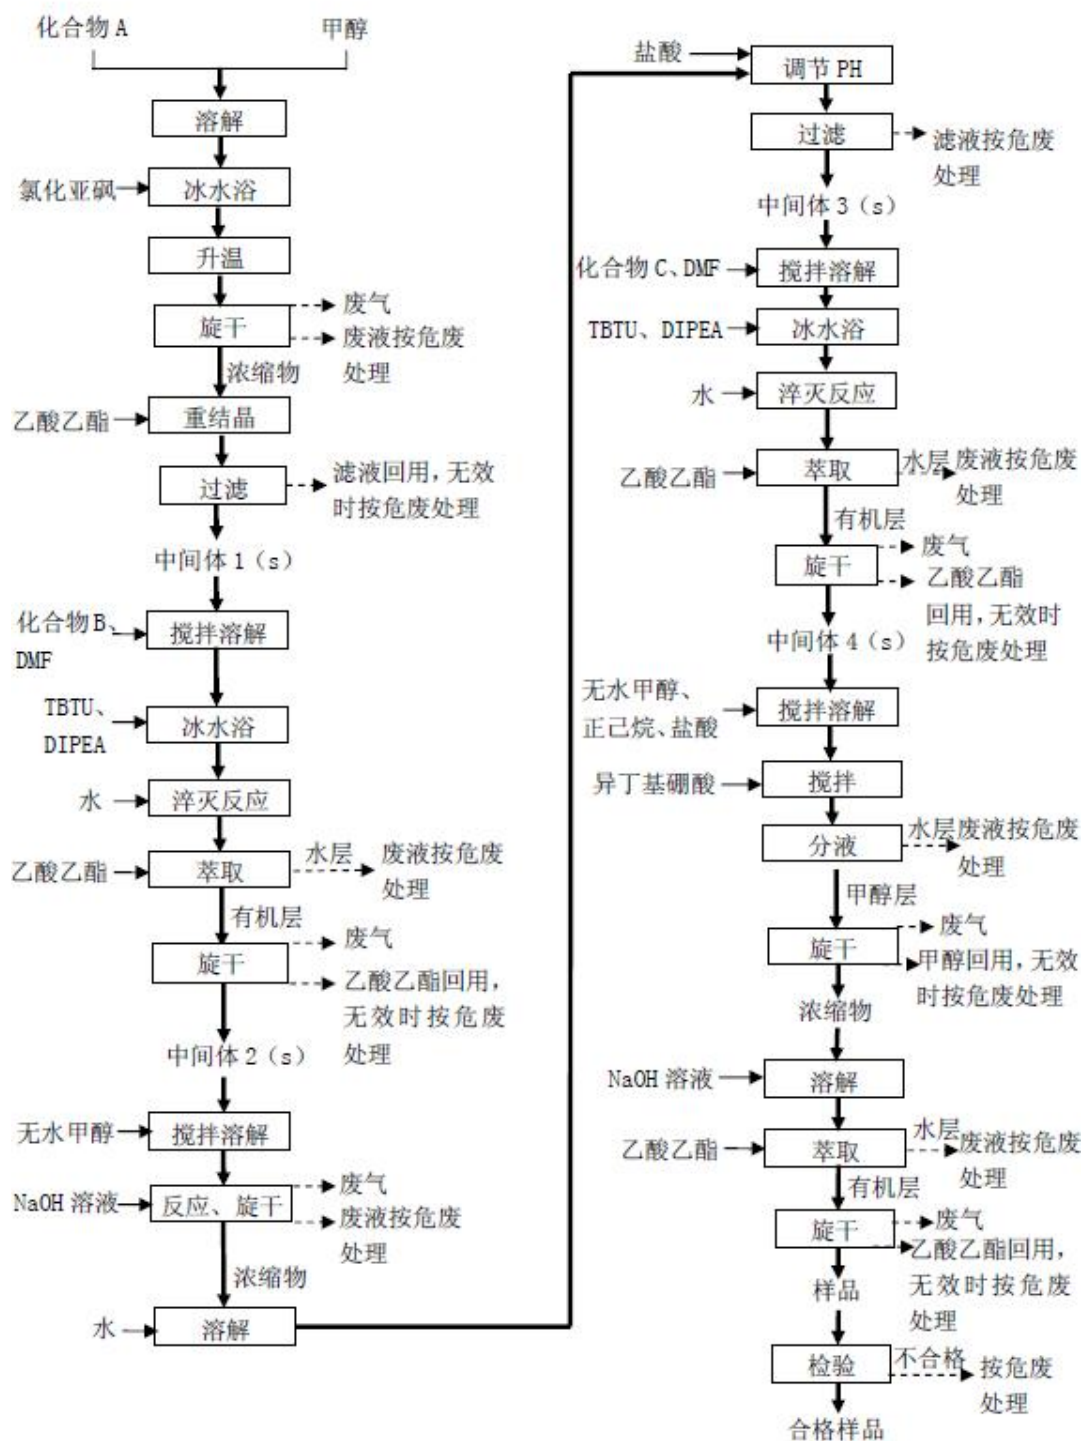 化合物A
甲醇
溶解
氯化亚砜
冰水浴
升温
旋干
废气
废液按危废
处理
浓缩物
乙酸乙酯
重结晶
过滤
滤液回用,无效
时按危废处理
中间体1（s）
化合物B、
DMF
搅拌溶解
TBTU、
DIPEA
冰水浴
水
淬灭反应
乙酸乙酯
萃取
水层
废液按危废
处理
有机层
旋干
废气
乙酸乙酯回用,
无效时按危废
处理
中间体2（s）
无水甲醇
搅拌溶解
NaOH溶液
反应、旋干
废气
废液按危废
处理
浓缩物
水
溶解
盐酸
调节PH
过滤
滤液按危废
处理
中间体3（s）
化合物C、DMF
搅拌溶解
TBTU、DIPEA
冰水浴
水
淬灭反应
乙酸乙酯
萃取
水层
废液按危废
处理
有机层
旋干
废气
乙酸乙酯
回用,无效时
按危废处理
中间体4（s）
无水甲醇、
正己烷、盐酸
搅拌溶解
异丁基硼酸
搅拌
分液
水层
废液按危废
处理
甲醇层
旋干
废气
甲醇回用,无效
时按危废处理
浓缩物
NaOH溶液
溶解
乙酸乙酯
萃取
水层
废液按危废
处理
有机层
旋干
废气
乙酸乙酯回用,
无效时按危废
处理
样品
检验
不合格
按危废
处理
合格样品